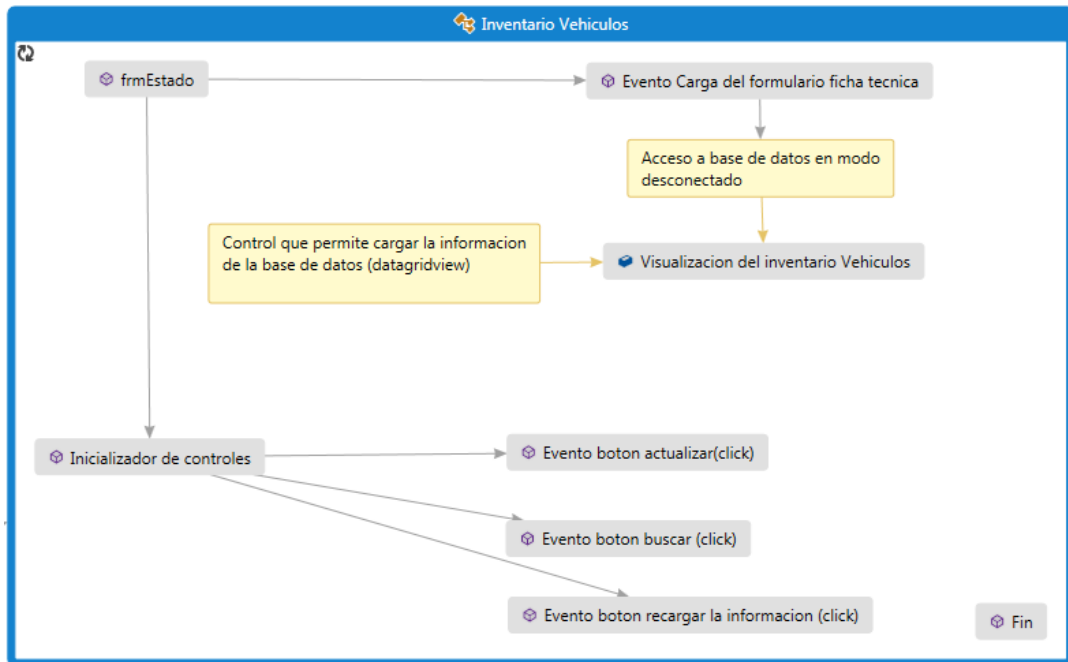 Inventario Vehiculos
frmEstado
Evento Carga del formulario ficha tecnica
Acceso a base de datos en modo
desconectado
Control que permite cargar la informacion
de la base de datos (datagridview)
Visualizacion del inventario Vehiculos
Inicializador de controles
Evento boton actualizar(click)
Evento boton buscar (click)
Evento boton recargar la informacion (click)
Fin